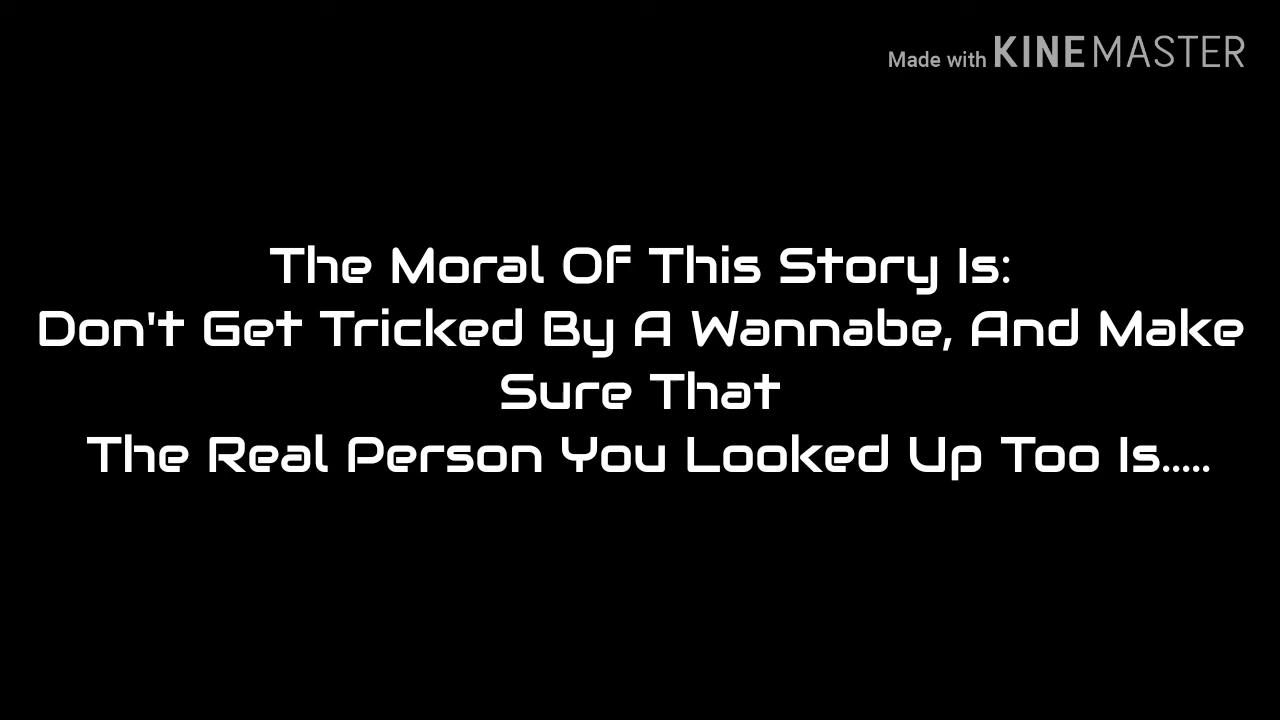 Made with KINEMASTER
The Moral Of This Story Is:
Don't Get Tricked By A Wannabe, And Make
Sure That
The Real Person You Looked Up Too Is.....